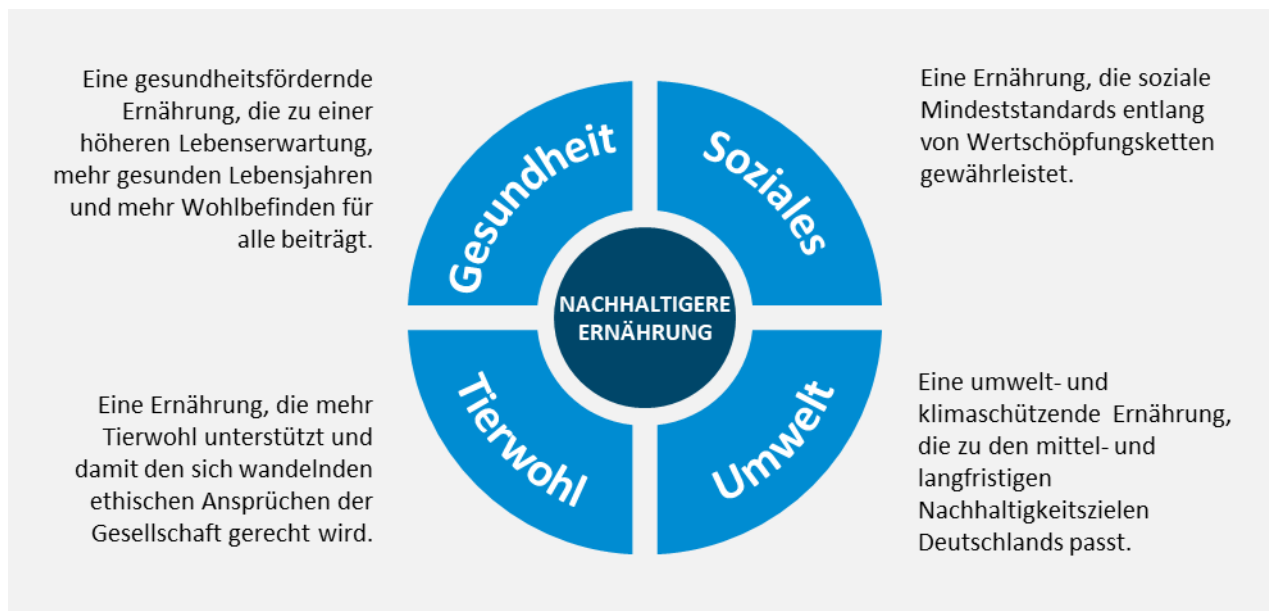 Eine gesundheitsfördernde
Ernährung, die zu einer
höheren Lebenserwartung,
mehr gesunden Lebensjahren
und mehr Wohlbefinden für
alle beiträgt.
Gesundheit
Soziales
Eine Ernährung, die soziale
Mindeststandards entlang
von Wertschöpfungsketten
gewährleistet.
NACHHALTIGERE
ERNÄHRUNG
Eine Ernährung, die mehr
Tierwohl unterstützt und
damit den sich wandelnden
ethischen Ansprüchen der
Gesellschaft gerecht wird.
Tierwohl
Umwelt
Eine umwelt- und
klimaschützende Ernährung,
die zu den mittel- und
langfristigen
Nachhaltigkeitszielen
Deutschlands passt.